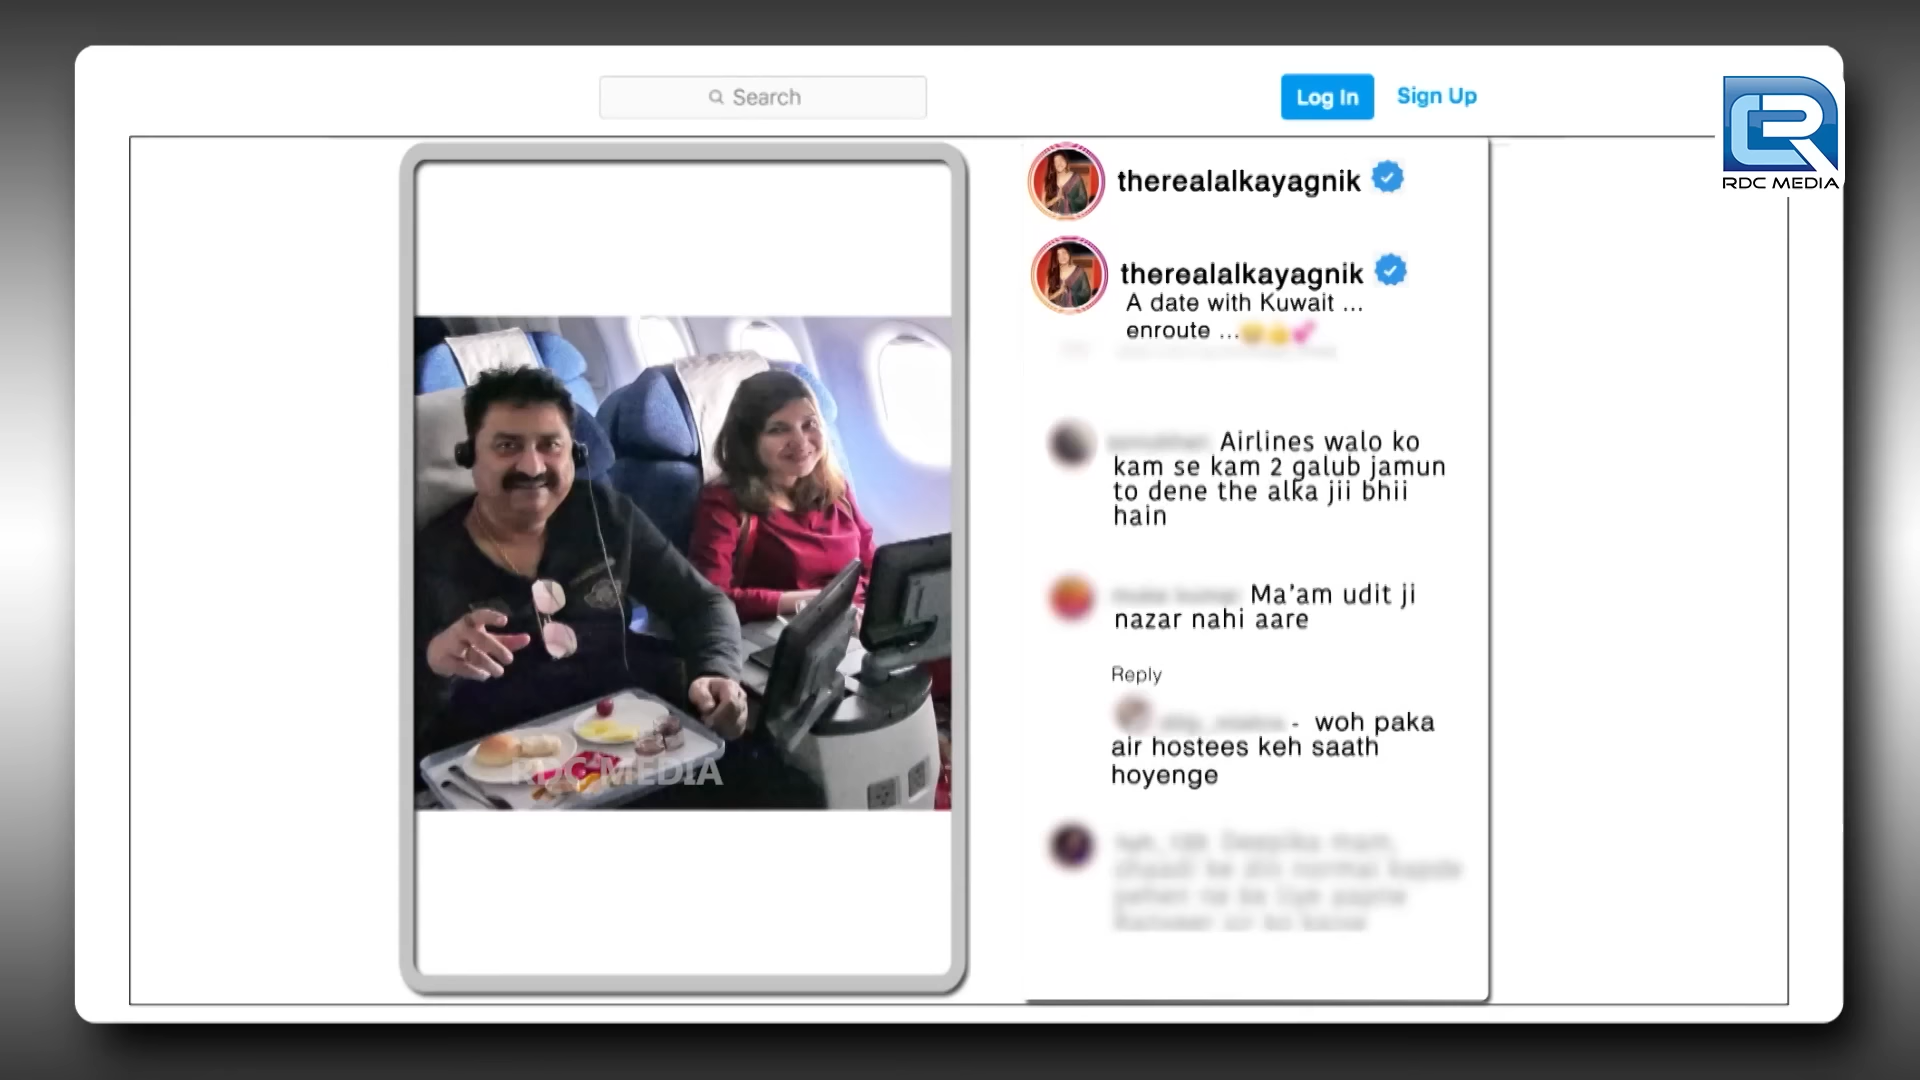 Search
Log In
Sign Up
RDC MEDIA
therealalkayagnik
therealalkayagnik
A date with Kuwait ...
enroute ...
Airlines walo ko
kam se kam 2 galub jamun
to dene the alka jii bhii
hain
Ma'am udit ji
nazar nahi aare
Reply
- woh paka
air hostees keh saath
hoyenge
RDC MEDIA